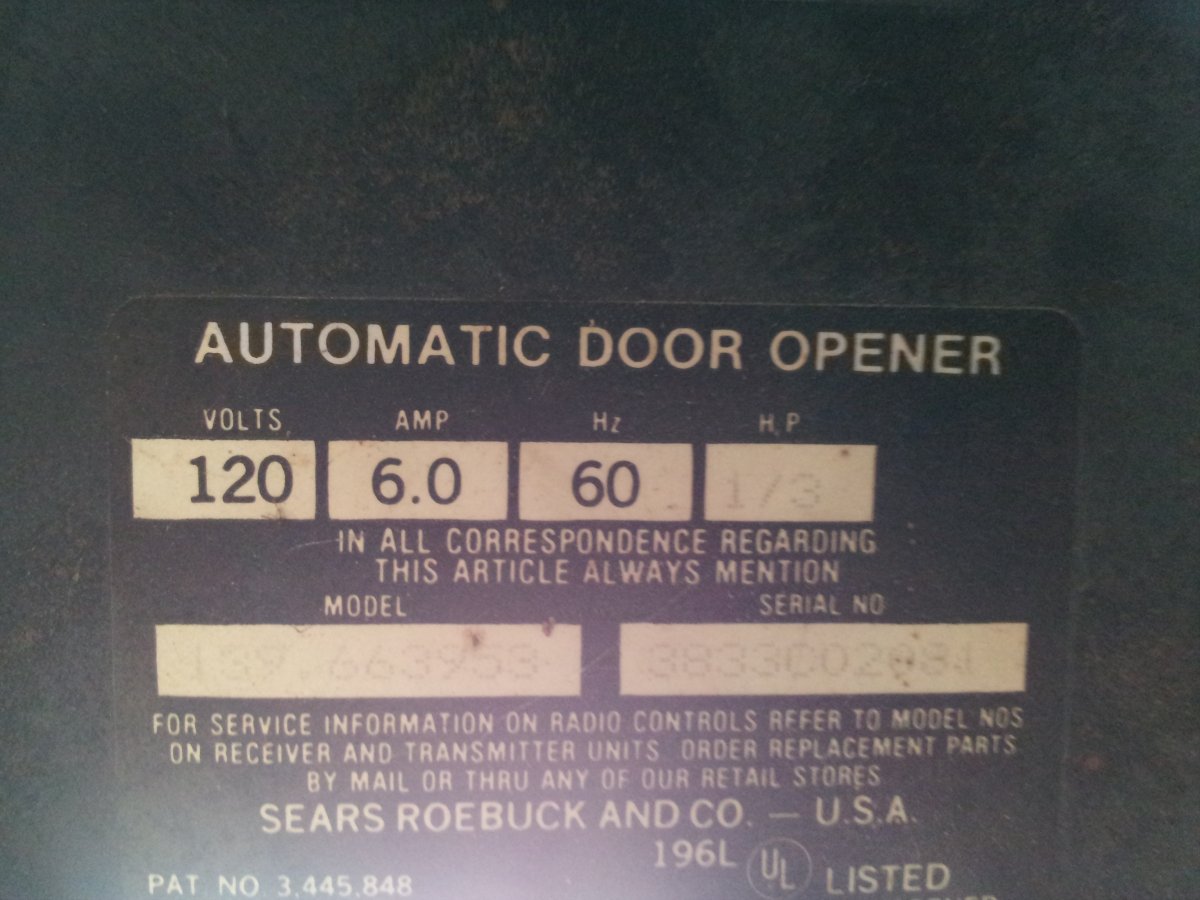 AUTOMATIC DOOR OPENER
VOLTS AMP Hz H.P
120 6.0 60 1/3
IN ALL CORRESPONDENCE REGARDING
THIS ARTICLE ALWAYS MENTION
MODEL SERIAL NO
139.663953 3833C02081
FOR SERVICE INFORMATION ON RADIO CONTROLS REFER TO MODEL NOS
ON RECEIVER AND TRANSMITTER UNITS. ORDER REPLACEMENT PARTS
BY MAIL OR THRU ANY OF OUR RETAIL STORES
SEARS ROEBUCK AND CO. — U.S.A.
196L UL LISTED
PAT. NO. 3,445,848